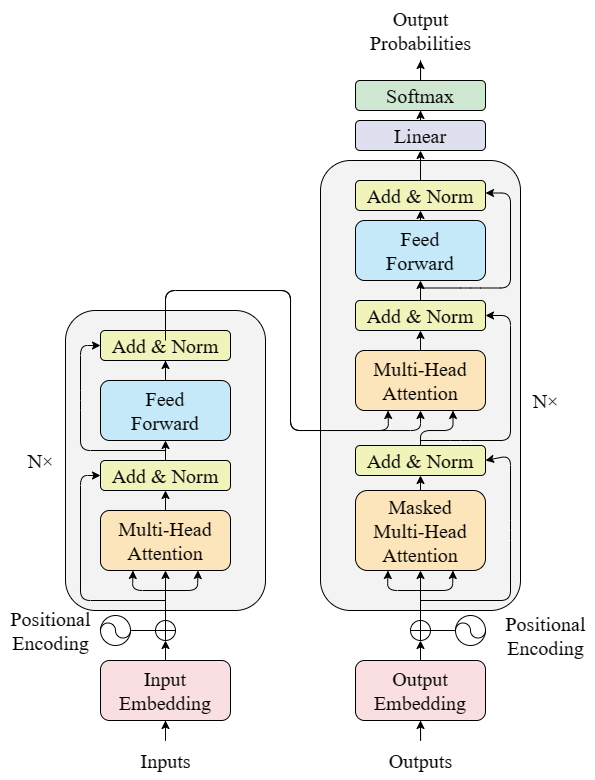 Output
Probabilities
Softmax
Linear
Add & Norm
Feed
Forward
Add & Norm
Multi-Head
Attention
N×
Add & Norm
Masked
Multi-Head
Attention
Positional
Encoding
Output
Embedding
Outputs
Add & Norm
Feed
Forward
N×
Add & Norm
Multi-Head
Attention
Positional
Encoding
Input
Embedding
Inputs